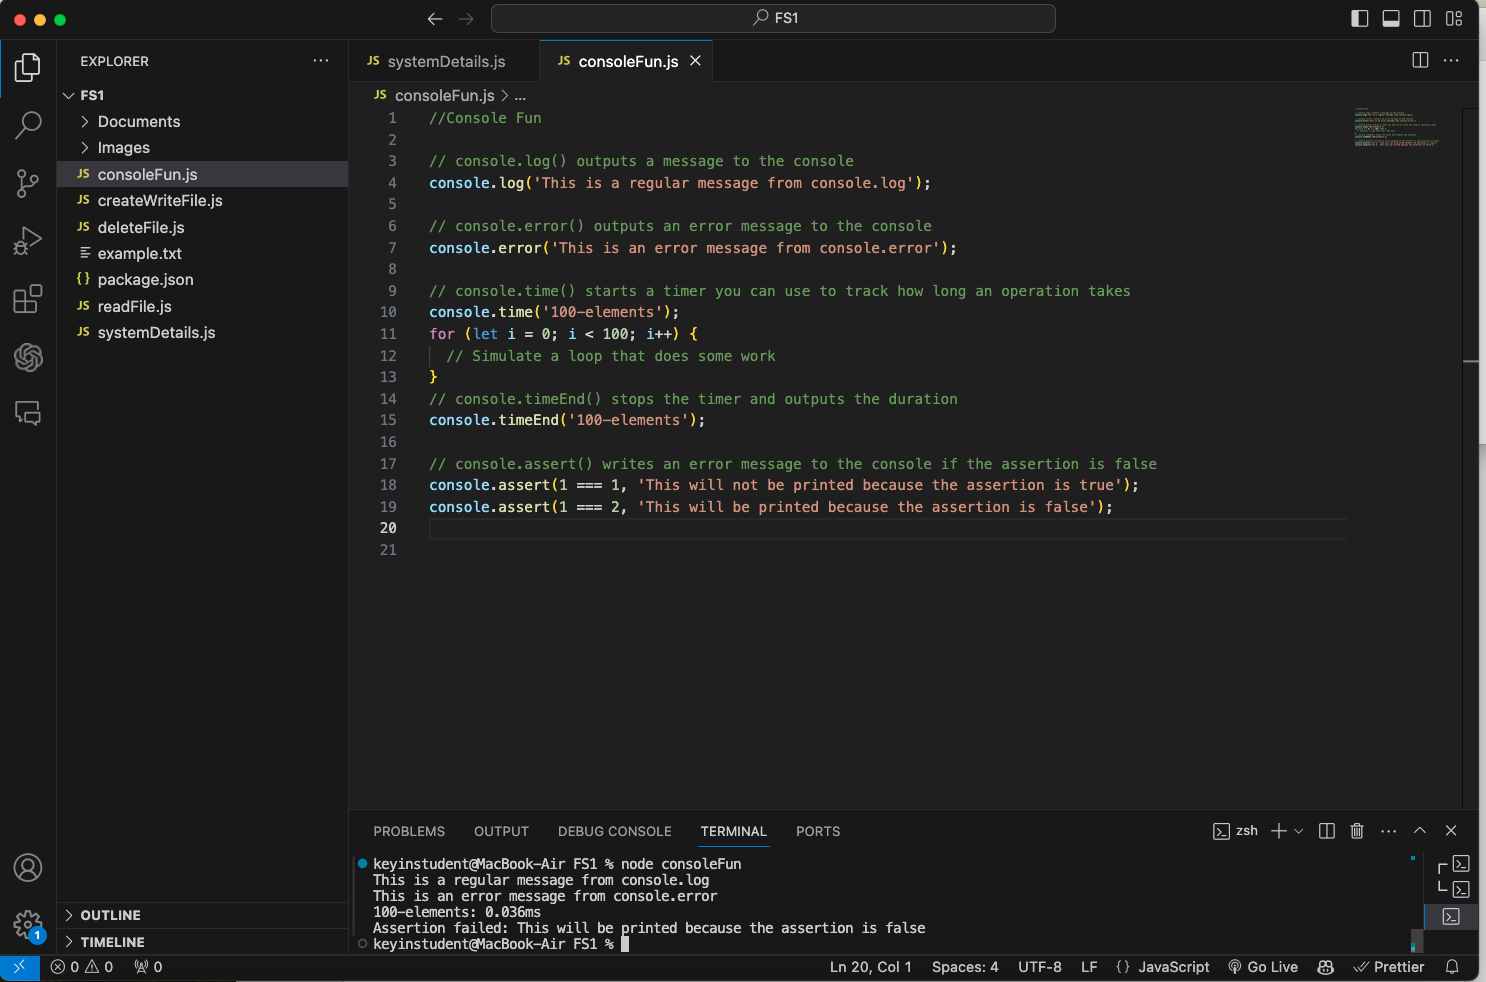 FS1
EXPLORER
FS1
Documents
Images
JS consoleFun.js
JS createWriteFile.js
JS deleteFile.js
example.txt
{} package.json
JS readFile.js
JS systemDetails.js
OUTLINE
TIMELINE
JS systemDetails.js
JS consoleFun.js
JS consoleFun.js > ...
1 //Console Fun
2
3 // console.log() outputs a message to the console
4 console.log('This is a regular message from console.log');
5
6 // console.error() outputs an error message to the console
7 console.error('This is an error message from console.error');
8
9 // console.time() starts a timer you can use to track how long an operation takes
10 console.time('100-elements');
11 for (let i = 0; i < 100; i++) {
12 // Simulate a loop that does some work
13 }
14 // console.timeEnd() stops the timer and outputs the duration
15 console.timeEnd('100-elements');
16
17 // console.assert() writes an error message to the console if the assertion is false
18 console.assert(1 === 1, 'This will not be printed because the assertion is true');
19 console.assert(1 === 2, 'This will be printed because the assertion is false');
20
21
PROBLEMS OUTPUT DEBUG CONSOLE TERMINAL PORTS
zsh
keyinstudent@MacBook-Air FS1 % node consoleFun
This is a regular message from console.log
This is an error message from console.error
100-elements: 0.036ms
Assertion failed: This will be printed because the assertion is false
keyinstudent@MacBook-Air FS1 %
1
0 0 0
Ln 20, Col 1 Spaces: 4 UTF-8 LF {} JavaScript Go Live Prettier